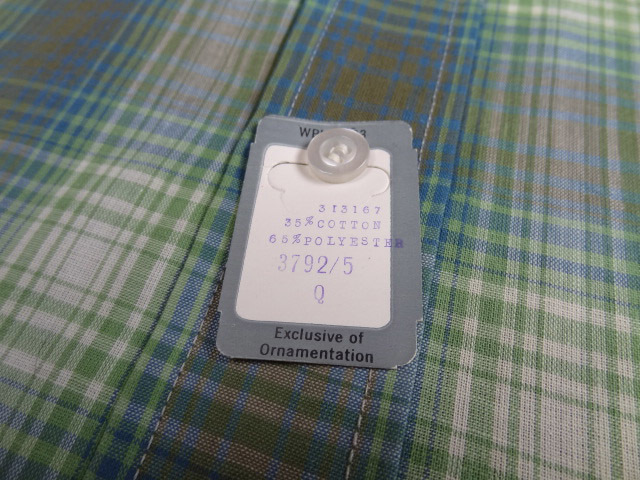 313167
35%COTTON
65%POLYESTER
3792/5
Q
Exclusive of
Ornamentation